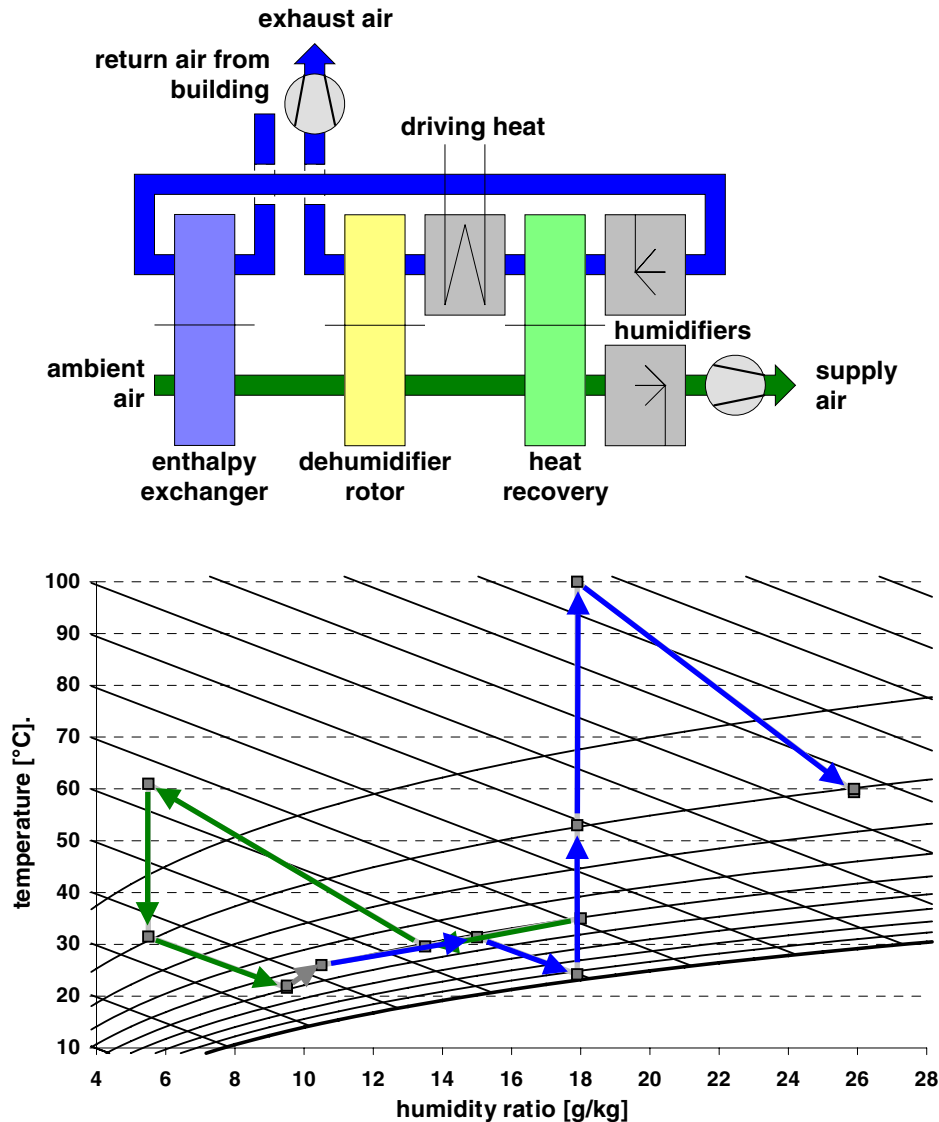 exhaust air
return air from
building
driving heat
humidifiers
ambient
air
supply
air
enthalpy
exchanger
dehumidifier
rotor
heat
recovery
100
90
80
70
60
50
40
30
20
10
temperature [°C].
4 6 8 10 12 14 16 18 20 22 24 26 28
humidity ratio [g/kg]